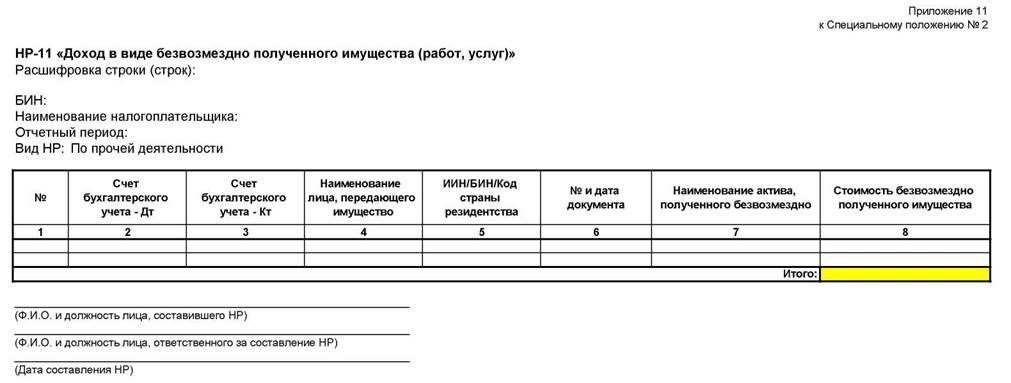 Приложение 11
к Специальному положению № 2
НР-11 «Доход в виде безвозмездно полученного имущества (работ, услуг)»
Расшифровка строки (строк):
БИН:
Наименование налогоплательщика:
Отчетный период:
Вид НР: По прочей деятельности
№
Счет
бухгалтерского
учета - Дт
Счет
бухгалтерского
учета - Кт
Наименование
лица, передающего
имущество
ИИН/БИН/Код
страны
резидентства
№ и дата
документа
Наименование актива,
полученного безвозмездно
Стоимость безвозмездно
полученного имущества
1 2 3 4 5 6 7 8
Итого:
(Ф.И.О. и должность лица, составившего НР)
(Ф.И.О. и должность лица, ответственного за составление НР)
(Дата составления НР)